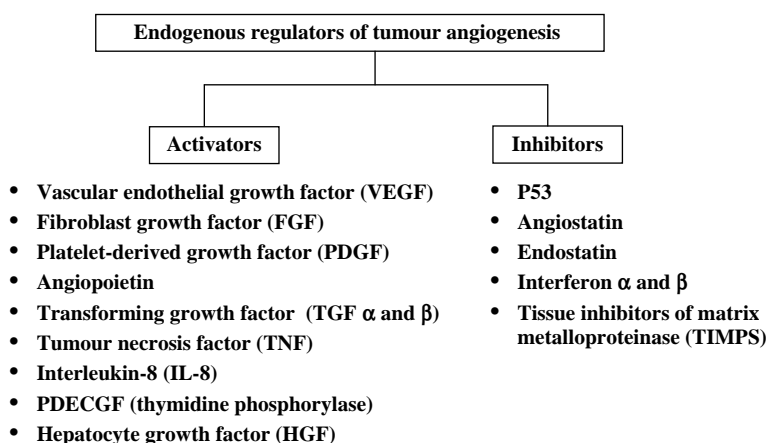 Endogenous regulators of tumour angiogenesis
Activators
• Vascular endothelial growth factor (VEGF)
• Fibroblast growth factor (FGF)
• Platelet-derived growth factor (PDGF)
• Angiopoietin
• Transforming growth factor (TGF α and β)
• Tumour necrosis factor (TNF)
• Interleukin-8 (IL-8)
• PDECGF (thymidine phosphorylase)
• Hepatocyte growth factor (HGF)
Inhibitors
• P53
• Angiostatin
• Endostatin
• Interferon α and β
• Tissue inhibitors of matrix
metalloproteinase (TIMPS)